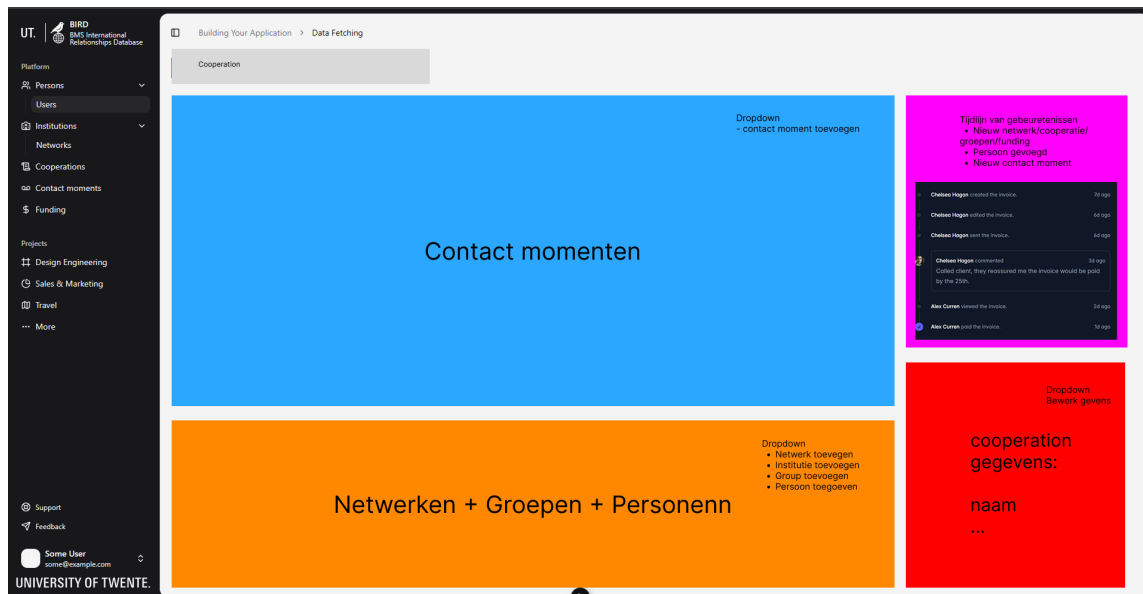 UT.
BIRD
BMS International
Relationships Database
Platform
Persons
Users
Institutions
Networks
Cooperations
Contact moments
Funding
Projects
Design Engineering
Sales & Marketing
Travel
More
Support
Feedback
Some User
some@example.com
UNIVERSITY OF TWENTE.
Building Your Application > Data Fetching
Cooperation
Dropdown
- contact moment toevoegen
Contact momenten
Tijdlijn van gebeuretenissen
• Nieuw netwerk/cooperatie/
groepen/funding
• Persoon gevoegd
• Nieuw contact moment
Chelsea Hagon created the invoice. 7d ago
Chelsea Hagon edited the invoice. 6d ago
Chelsea Hagon sent the invoice. 6d ago
Chelsea Hagon commented 3d ago
Called client, they reassured me the invoice would be paid
by the 25th.
Alex Curren viewed the invoice. 2d ago
Alex Curren paid the invoice. 1d ago
Dropdown
• Netwerk toevegen
• Institutie toevoegen
• Group toevoegen
• Persoon toegoeven
Netwerken + Groepen + Personenn
Dropdown
Bewerk gevens
cooperation
gegevens:
naam
...